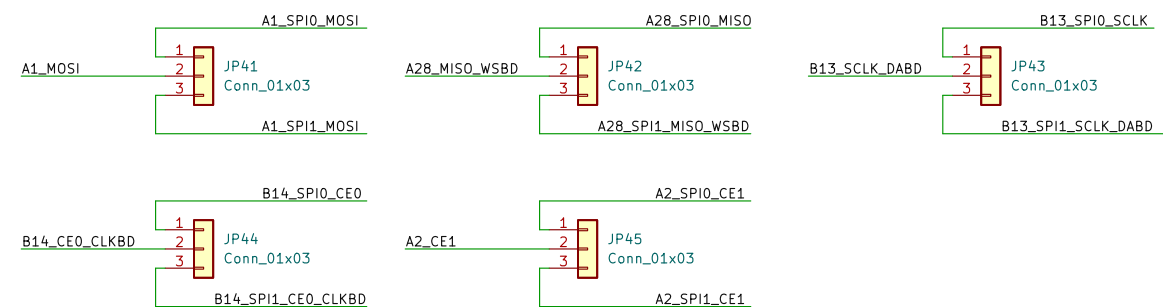 A1_SPI0_MOSI
A1_MOSI
1
2
3
JP41
Conn_01x03
A1_SPI1_MOSI
A28_SPI0_MISO
A28_MISO_WSBD
1
2
3
JP42
Conn_01x03
A28_SPI1_MISO_WSBD
B13_SPI0_SCLK
B13_SCLK_DABD
1
2
3
JP43
Conn_01x03
B13_SPI1_SCLK_DABD
B14_SPI0_CE0
B14_CE0_CLKBD
1
2
3
JP44
Conn_01x03
B14_SPI1_CE0_CLKBD
A2_SPI0_CE1
A2_CE1
1
2
3
JP45
Conn_01x03
A2_SPI1_CE1